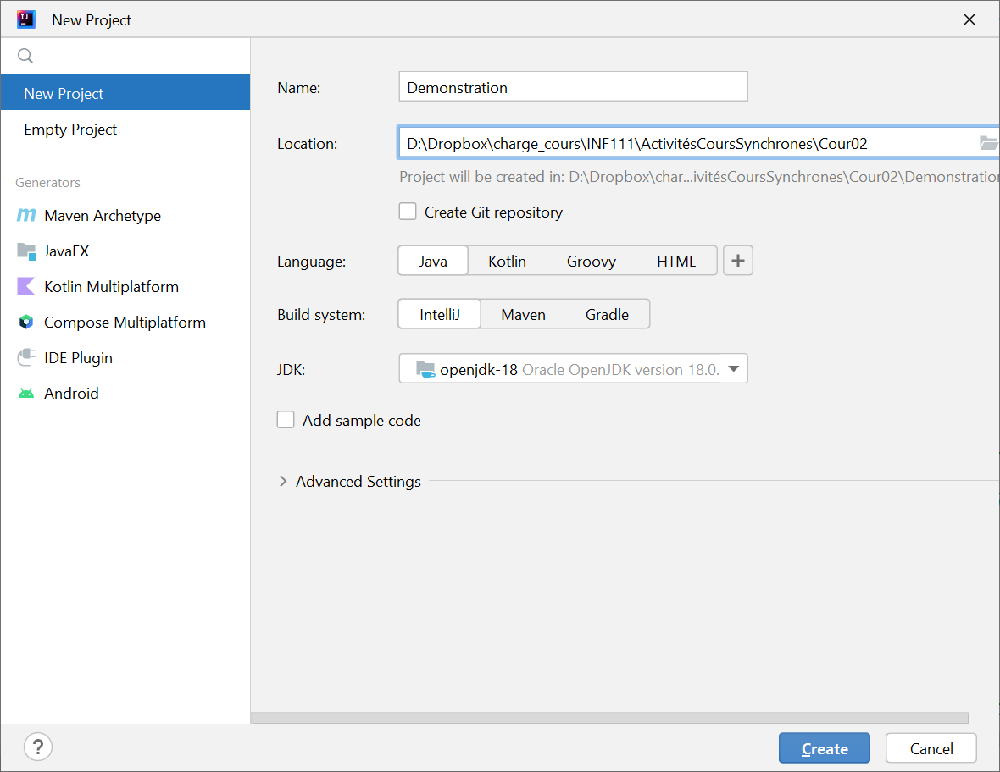 New Project
New Project
Empty Project
Generators
Maven Archetype
JavaFX
Kotlin Multiplatform
Compose Multiplatform
IDE Plugin
Android
Name: Demonstration
Location: D:\Dropbox\charge_cours\INF111\ActivitésCoursSynchrones\Cour02
Project will be created in: D:\Dropbox\char...ivitésCoursSynchrones\Cour02\Demonstration
Create Git repository
Language: Java Kotlin Groovy HTML +
Build system: IntelliJ Maven Gradle
JDK: openjdk-18 Oracle OpenJDK version 18.0.
Add sample code
Advanced Settings
? Create Cancel